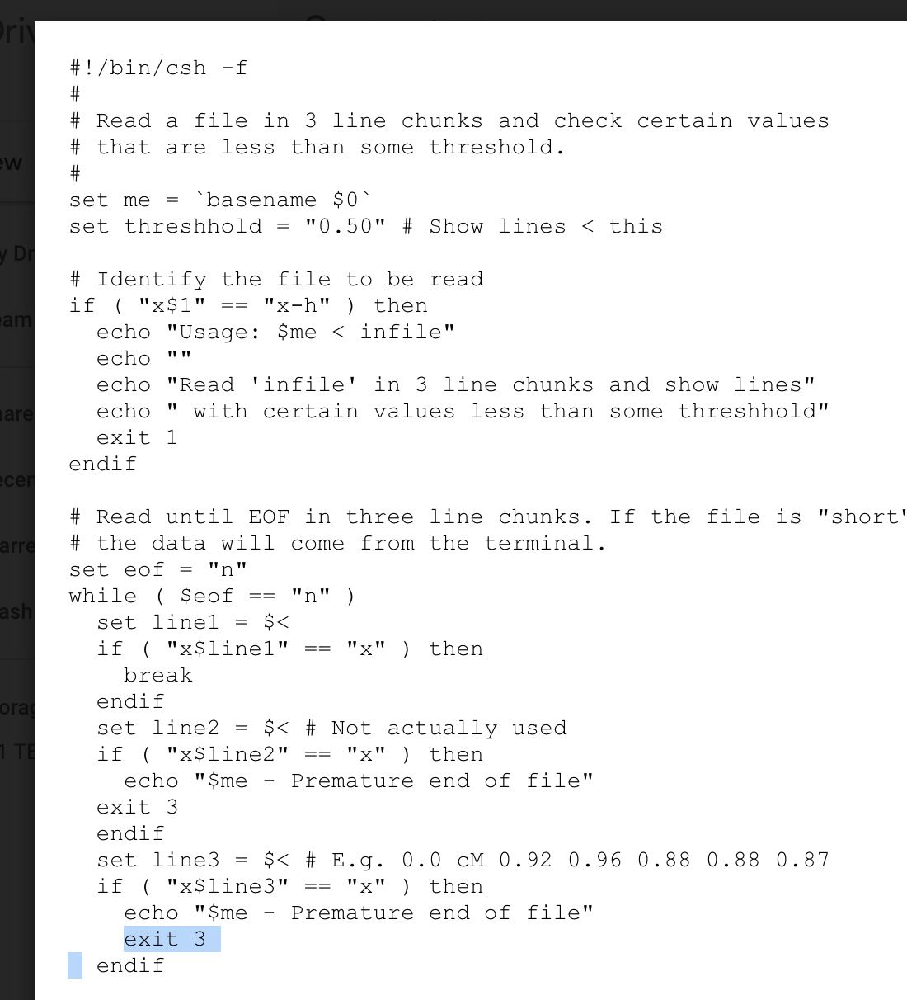 #!/bin/csh -f
#
# Read a file in 3 line chunks and check certain values
# that are less than some threshold.
#
set me = `basename $0`
set threshhold = "0.50" # Show lines < this

# Identify the file to be read
if ( "x$1" == "x-h" ) then
  echo "Usage: $me < infile"
  echo ""
  echo "Read 'infile' in 3 line chunks and show lines"
  echo " with certain values less than some threshhold"
  exit 1
endif

# Read until EOF in three line chunks. If the file is "short"
# the data will come from the terminal.
set eof = "n"
while ( $eof == "n" )
  set line1 = $<
  if ( "x$line1" == "x" ) then
    break
  endif
  set line2 = $< # Not actually used
  if ( "x$line2" == "x" ) then
    echo "$me - Premature end of file"
  exit 3
  endif
  set line3 = $< # E.g. 0.0 cM 0.92 0.96 0.88 0.88 0.87
  if ( "x$line3" == "x" ) then
    echo "$me - Premature end of file"
    exit 3
  endif